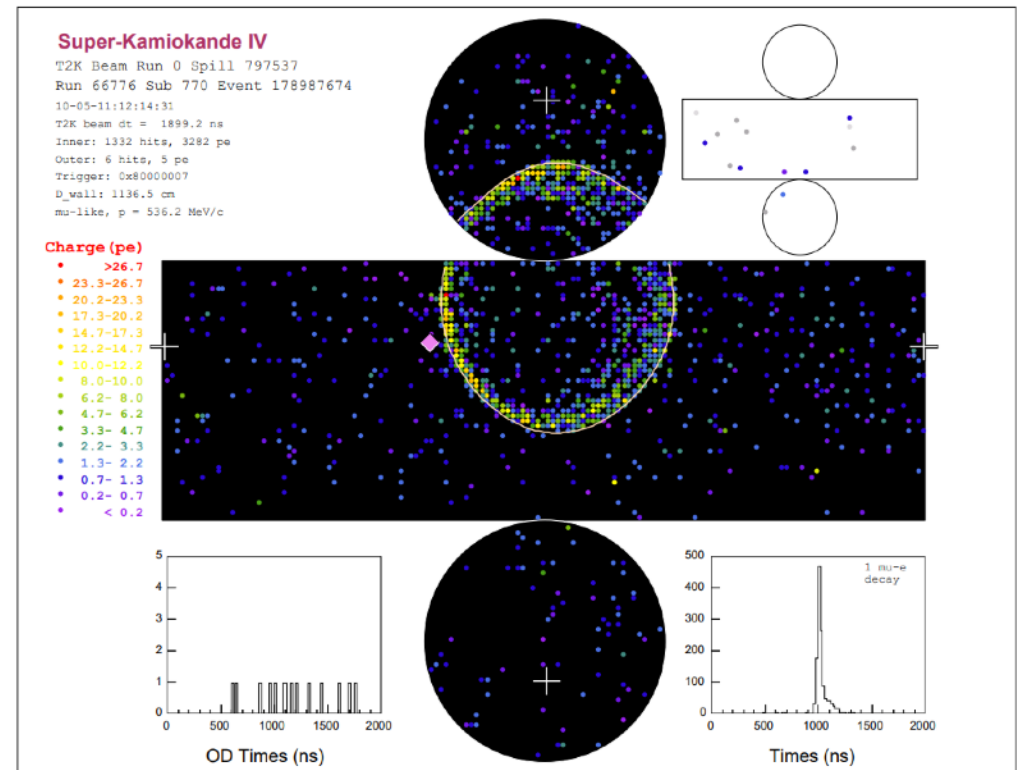 Super-Kamiokande IV
T2K Beam Run 0 Spill 797537
Run 66776 Sub 770 Event 178987674
10-05-11:12:14:31
T2K beam dt = 1899.2 ns
Inner: 1332 hits, 3282 pe
Outer: 6 hits, 5 pe
Trigger: 0x80000007
D_wall: 1136.5 cm
mu-like, p = 536.2 MeV/c
Charge(pe)
>26.7
23.3-26.7
20.2-23.3
17.3-20.2
14.7-17.3
12.2-14.7
10.0-12.2
8.0-10.0
6.2- 8.0
4.7- 6.2
3.3- 4.7
2.2- 3.3
1.3- 2.2
0.7- 1.3
0.2- 0.7
< 0.2
5
4
3
2
1
0
0 500 1000 1500 2000
OD Times (ns)
1 mu-e
decay
500
400
300
200
100
0
0 500 1000 1500 2000
Times (ns)